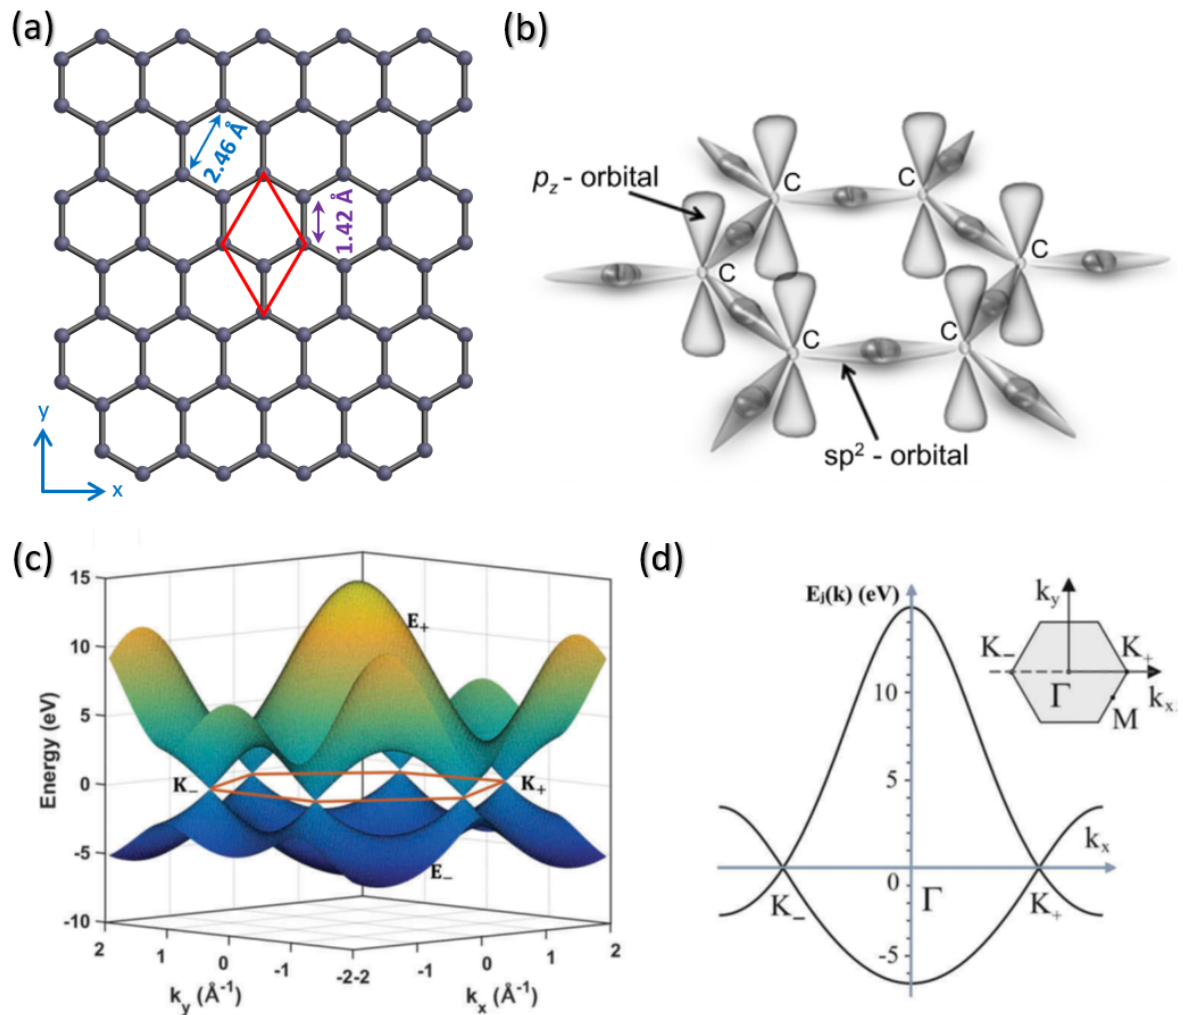 (a)
2.46 Å
1.42 Å
y
x
(b)
p_z - orbital
C
C
C
C
C
C
sp² - orbital
(c)
15
10
5
0
-5
-10
Energy (eV)
E₊
K₋
K₊
E₋
2
1
0
-1
-2
-2
-1
0
1
2
k_y (Å⁻¹)
k_x (Å⁻¹)
(d)
E_j(k) (eV)
10
5
0
-5
K₋
Γ
K₊
k_x
k_y
K₋
K₊
Γ
k_x
M